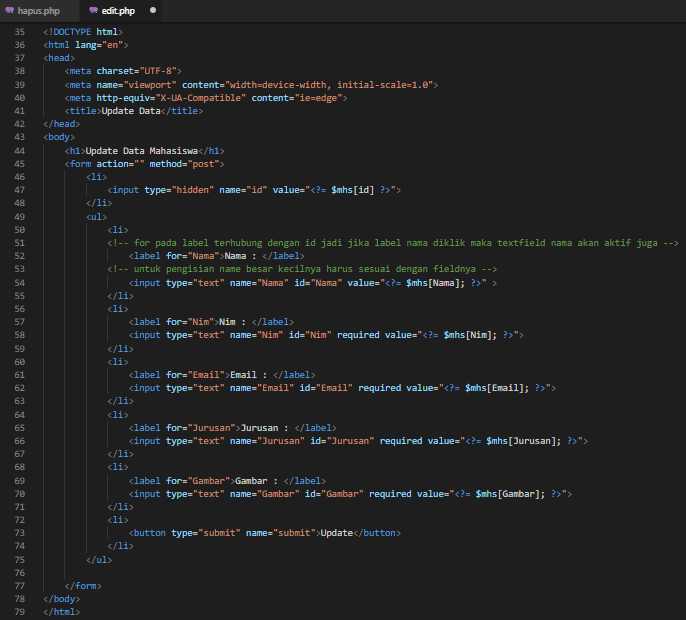 hapus.php edit.php
35 <!DOCTYPE html>
36 <html lang="en">
37 <head>
38 <meta charset="UTF-8">
39 <meta name="viewport" content="width=device-width, initial-scale=1.0">
40 <meta http-equiv="X-UA-Compatible" content="ie=edge">
41 <title>Update Data</title>
42 </head>
43 <body>
44 <h1>Update Data Mahasiswa</h1>
45 <form action="" method="post">
46 <li>
47 <input type="hidden" name="id" value="<?= $mhs[id] ?>">
48 </li>
49 <ul>
50 <li>
51 <!-- for pada label terhubung dengan id jadi jika label nama diklik maka textfield nama akan aktif juga -->
52 <label for="Nama">Nama : </label>
53 <!-- untuk pengisian name besar kecilnya harus sesuai dengan fieldnya -->
54 <input type="text" name="Nama" id="Nama" value="<?= $mhs[Nama]; ?>" >
55 </li>
56 <li>
57 <label for="Nim">Nim : </label>
58 <input type="text" name="Nim" id="Nim" required value="<?= $mhs[Nim]; ?>">
59 </li>
60 <li>
61 <label for="Email">Email : </label>
62 <input type="text" name="Email" id="Email" required value="<?= $mhs[Email]; ?>">
63 </li>
64 <li>
65 <label for="Jurusan">Jurusan : </label>
66 <input type="text" name="Jurusan" id="Jurusan" required value="<?= $mhs[Jurusan]; ?>">
67 </li>
68 <li>
69 <label for="Gambar">Gambar : </label>
70 <input type="text" name="Gambar" id="Gambar" required value="<?= $mhs[Gambar]; ?>">
71 </li>
72 <li>
73 <button type="submit" name="submit">Update</button>
74 </li>
75 </ul>
76
77 </form>
78 </body>
79 </html>